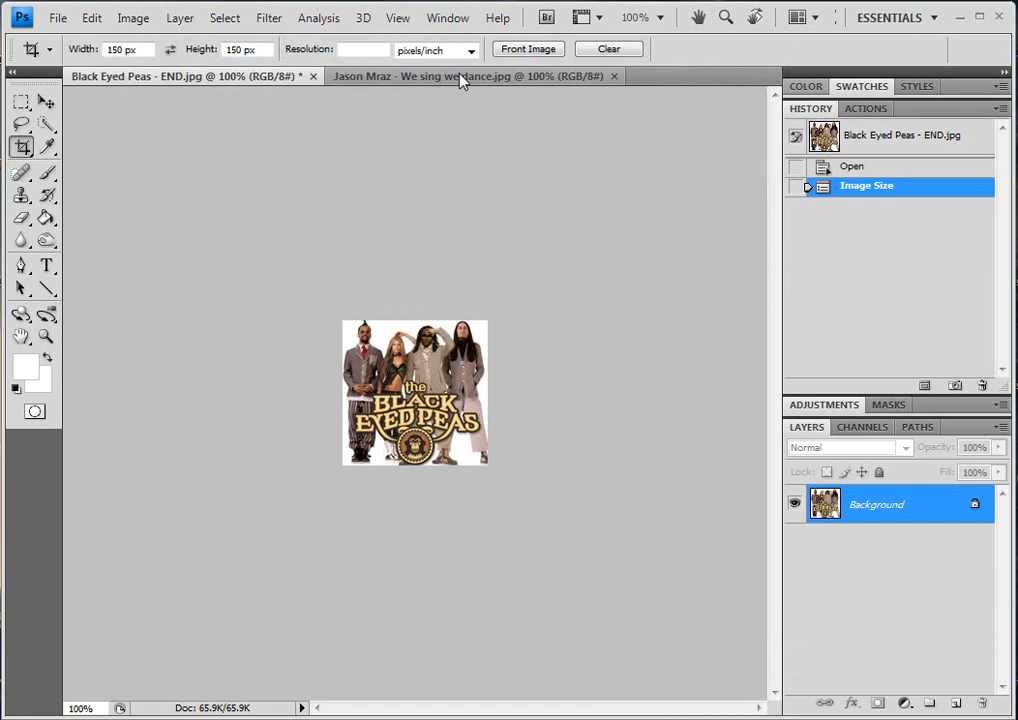 Ps File Edit Image Layer Select Filter Analysis 3D View Window Help Br 100% ESSENTIALS
Width: 150 px Height: 150 px Resolution: pixels/inch Front Image Clear
Black Eyed Peas - END.jpg @ 100% (RGB/8#) * Jason Mraz - We sing we dance.jpg @ 100% (RGB/8#)
COLOR SWATCHES STYLES
HISTORY ACTIONS
Black Eyed Peas - END.jpg
Open
Image Size
the
BLACK
EYED PEAS
ADJUSTMENTS MASKS
LAYERS CHANNELS PATHS
Normal Opacity: 100%
Lock: Fill: 100%
Background
100% Doc: 65.9K/65.9K